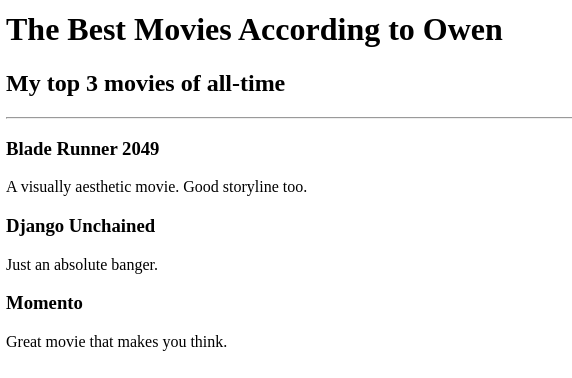 The Best Movies According to Owen
My top 3 movies of all-time
Blade Runner 2049
A visually aesthetic movie. Good storyline too.
Django Unchained
Just an absolute banger.
Momento
Great movie that makes you think.